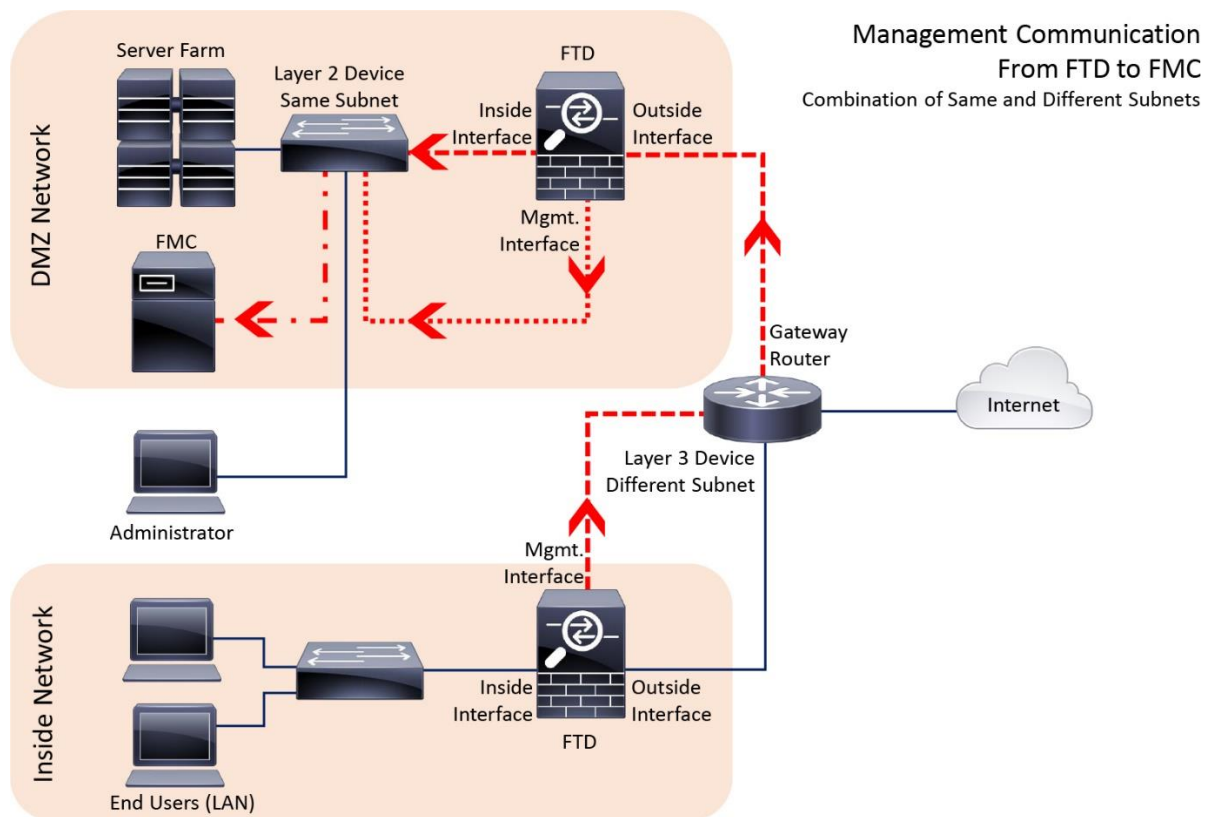 Management Communication
From FTD to FMC
Combination of Same and Different Subnets
DMZ Network
Server Farm
Layer 2 Device
Same Subnet
FTD
Inside
Interface
Outside
Interface
Mgmt.
Interface
FMC
Gateway
Router
Internet
Layer 3 Device
Different Subnet
Administrator
Inside Network
Mgmt.
Interface
Inside
Interface
Outside
Interface
FTD
End Users (LAN)